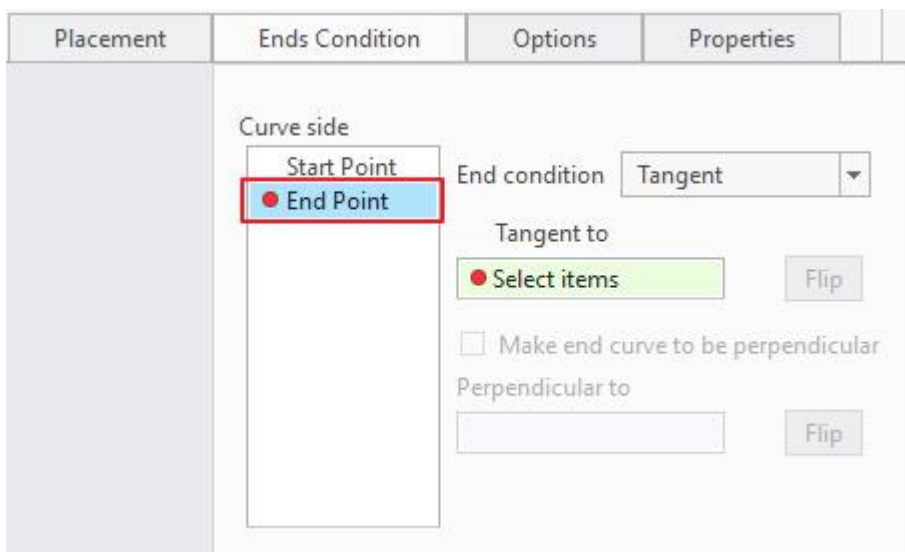 Placement Ends Condition Options Properties
Curve side
Start Point
End Point
End condition Tangent
Tangent to
Select items Flip
Make end curve to be perpendicular
Perpendicular to
Flip